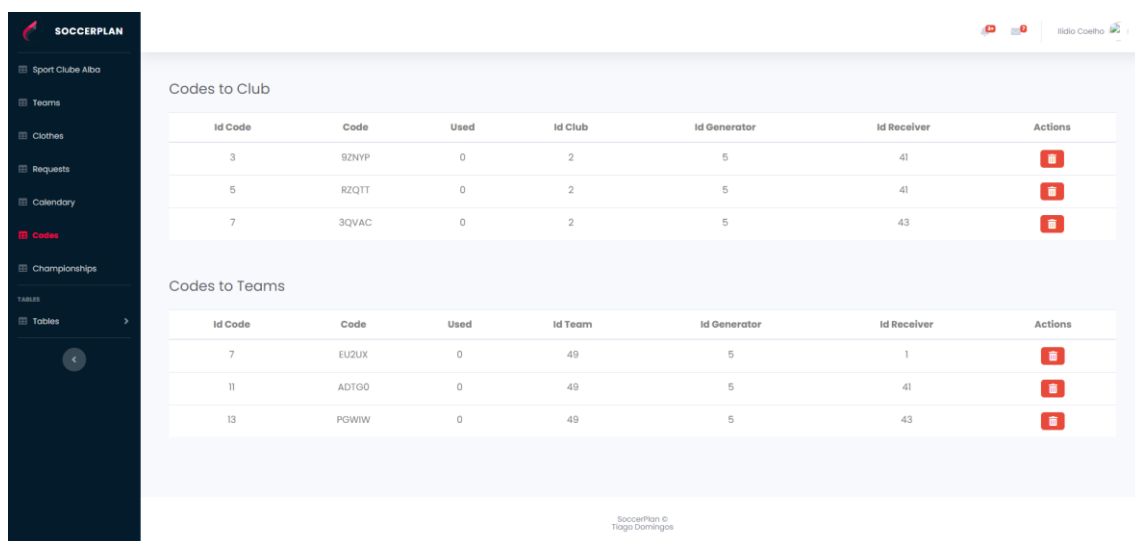 SOCCERPLAN
3+
7
Ilídio Coelho
Sport Clube Alba
Teams
Clothes
Requests
Calendary
Codes
Championships
TABLES
Tables
Codes to Club
Id Code Code Used Id Club Id Generator Id Receiver Actions
3 9ZNYP 0 2 5 41
5 RZQTT 0 2 5 41
7 3QVAC 0 2 5 43
Codes to Teams
Id Code Code Used Id Team Id Generator Id Receiver Actions
7 EU2UX 0 49 5 1
11 ADTG0 0 49 5 41
13 PGWIW 0 49 5 43
SoccerPlan ©
Tiago Domingos